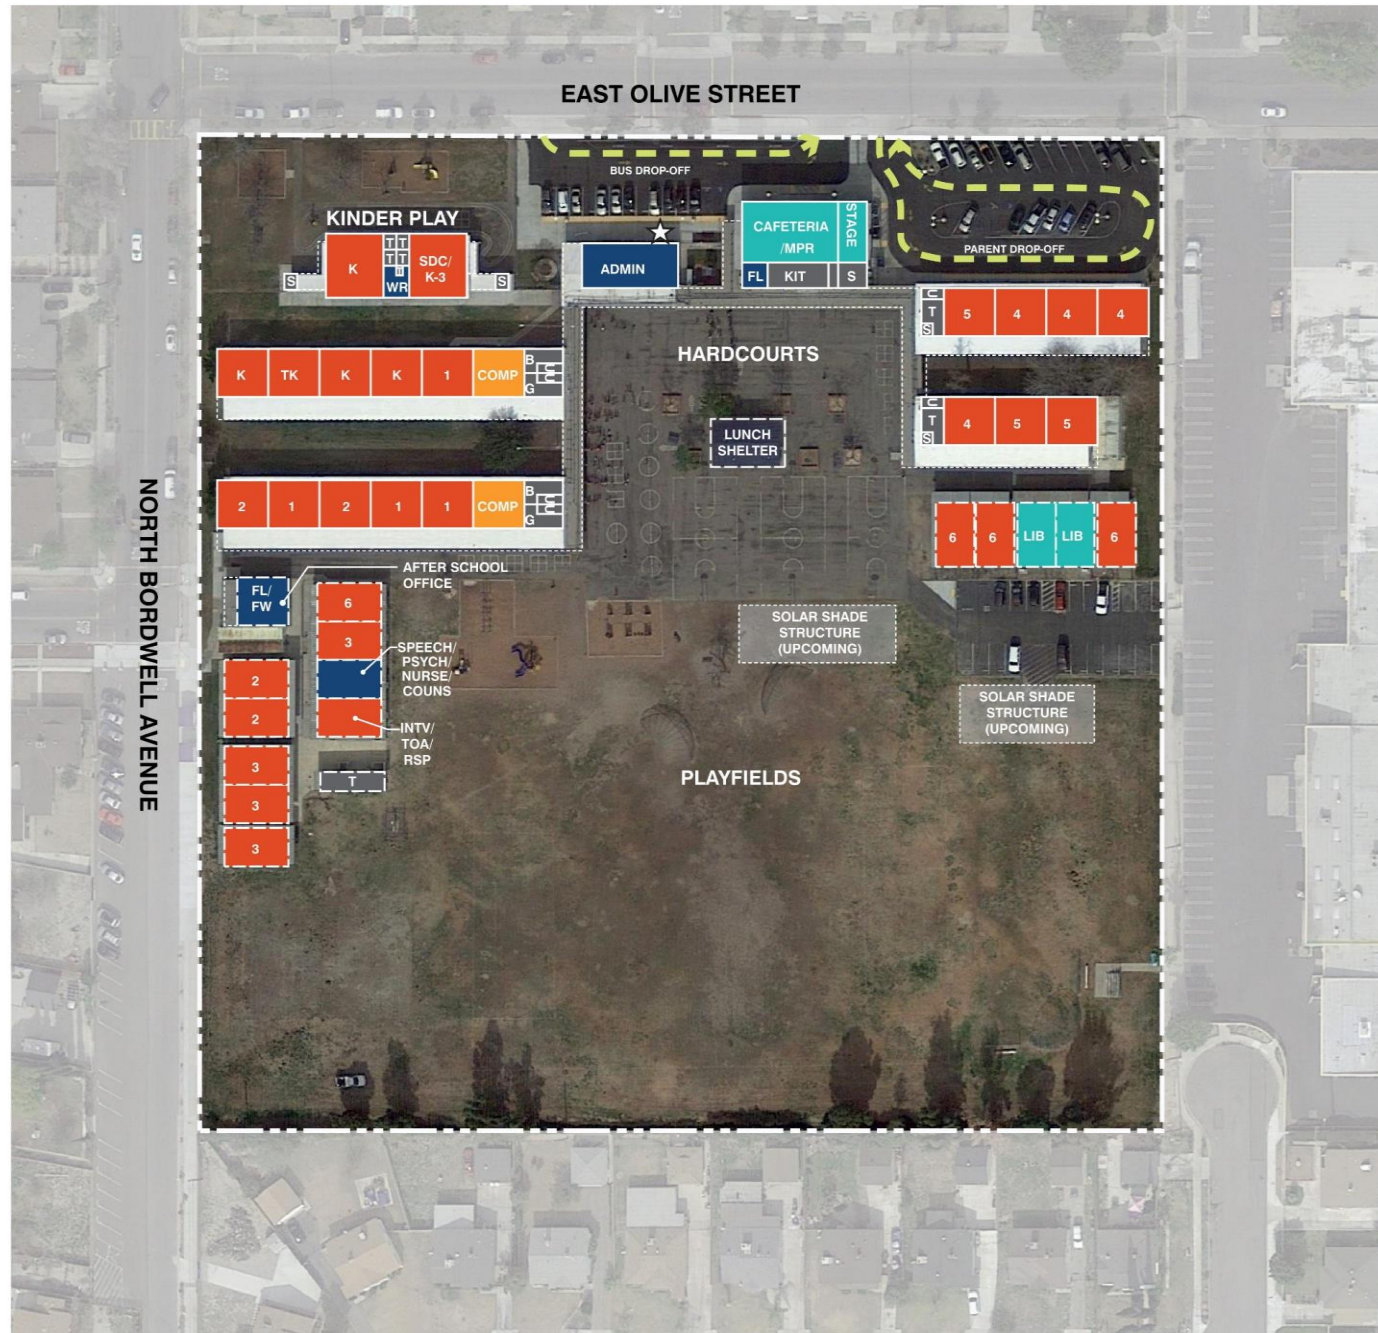 EAST OLIVE STREET
BUS DROP-OFF
KINDER PLAY
CAFETERIA
/MPR
STAGE
PARENT DROP-OFF
S
K
T T
T T
E
WR
SDC/
K-3
S
ADMIN
FL
KIT
S
U
T
S
5
4
4
4
HARDCOURTS
K
TK
K
K
1
COMP
B
U
U
U
G
U
T
S
4
5
5
LUNCH
SHELTER
NORTH BORDWELL AVENUE
2
1
2
1
1
COMP
B
U
U
U
G
6
6
LIB
LIB
6
AFTER SCHOOL
OFFICE
FL/
FW
6
3
SPEECH/
PSYCH/
NURSE/
COUNS
SOLAR SHADE
STRUCTURE
(UPCOMING)
SOLAR SHADE
STRUCTURE
(UPCOMING)
2
2
INTV/
TOA/
RSP
3
3
3
T
PLAYFIELDS